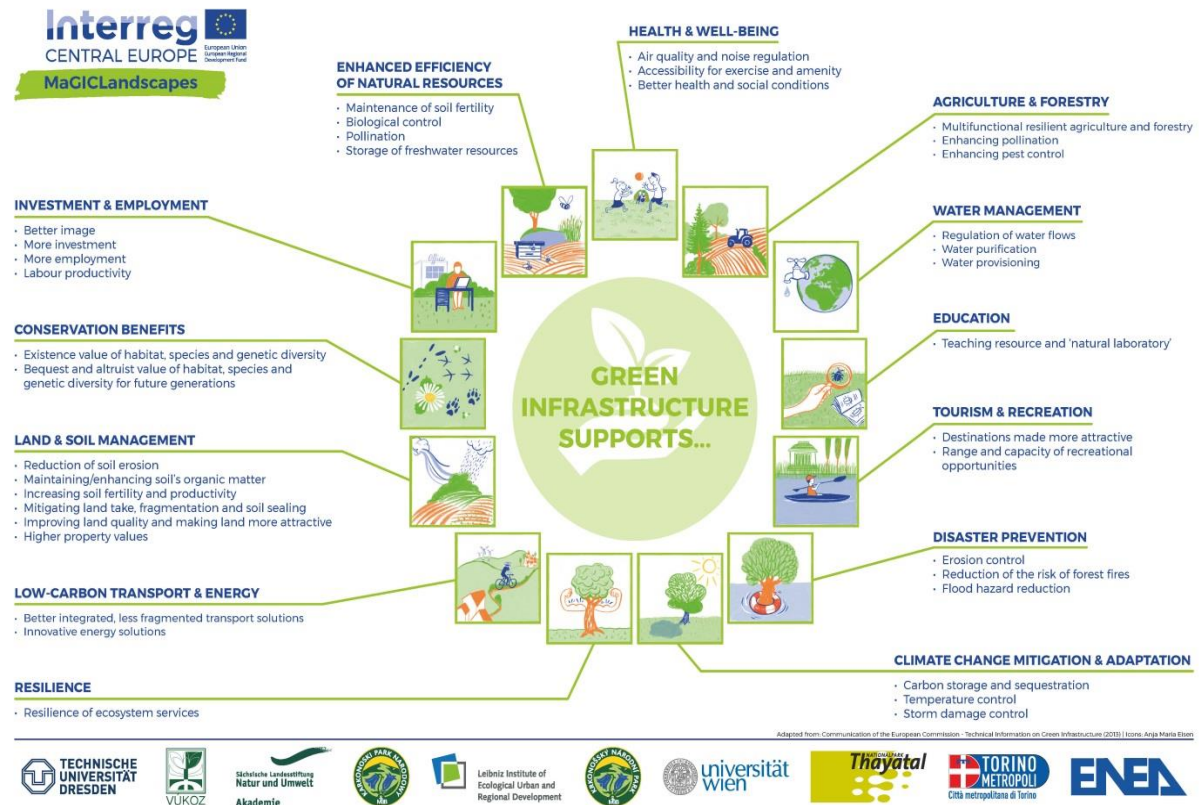 Interreg
CENTRAL EUROPE
European Union
European Regional
Development Fund
MaGICLandscapes
HEALTH & WELL-BEING
• Air quality and noise regulation
• Accessibility for exercise and amenity
• Better health and social conditions
ENHANCED EFFICIENCY
OF NATURAL RESOURCES
• Maintenance of soil fertility
• Biological control
• Pollination
• Storage of freshwater resources
AGRICULTURE & FORESTRY
• Multifunctional resilient agriculture and forestry
• Enhancing pollination
• Enhancing pest control
INVESTMENT & EMPLOYMENT
• Better image
• More investment
• More employment
• Labour productivity
WATER MANAGEMENT
• Regulation of water flows
• Water purification
• Water provisioning
CONSERVATION BENEFITS
• Existence value of habitat, species and genetic diversity
• Bequest and altruist value of habitat, species and
genetic diversity for future generations
EDUCATION
• Teaching resource and ‘natural laboratory’
GREEN
INFRASTRUCTURE
SUPPORTS...
TOURISM & RECREATION
• Destinations made more attractive
• Range and capacity of recreational
opportunities
LAND & SOIL MANAGEMENT
• Reduction of soil erosion
• Maintaining/enhancing soil’s organic matter
• Increasing soil fertility and productivity
• Mitigating land take, fragmentation and soil sealing
• Improving land quality and making land more attractive
• Higher property values
DISASTER PREVENTION
• Erosion control
• Reduction of the risk of forest fires
• Flood hazard reduction
LOW-CARBON TRANSPORT & ENERGY
• Better integrated, less fragmented transport solutions
• Innovative energy solutions
CLIMATE CHANGE MITIGATION & ADAPTATION
• Carbon storage and sequestration
• Temperature control
• Storm damage control
RESILIENCE
• Resilience of ecosystem services
Adapted from: Communication of the European Commission - Technical Information on Green Infrastructure (2013) | Icons: Anja Maria Eisen
TECHNISCHE
UNIVERSITÄT
DRESDEN
VÚKOZ
Sächsische Landesstiftung
Natur und Umwelt
Akademie
KARKONOSKI PARK NARODOWY
MaB
Leibniz Institute of
Ecological Urban and
Regional Development
KRKONOŠSKÝ NÁRODNÍ PARK
MaB
universität
wien
NATIONALPARK
Thayatal
TORINO
METROPOLI
Città metropolitana di Torino
ENEA